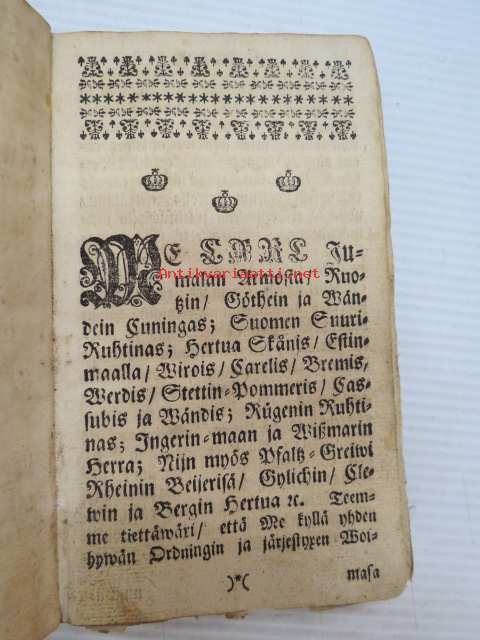 ME CARL Ju-
malan Armosta/ Ruo-
tzin/ Göthein ja Wän-
dein Cuningas; Suomen Suuri-
Ruhtinas; Hertua Skånis/ Estin-
maalla/ Wirois/ Carelis/ Bremis,
Werdis/ Stettin-Pommeris/ Cas-
subis ja Wändis; Rügenin Ruhti-
nas; Ingerin-maan ja Wißmarin
Herra; Nijn myös Pfaltz-Greiwi
Rheinin Beijerisä/ Gylichin/ Cle-
win ja Bergin Hertua ꝛc. Teem-
me tiettäwäxi/ että Me kyllä yhden
hywän Ordningin ja järjestyxen Woi-
)*(
masa
Antikvariaatti.net